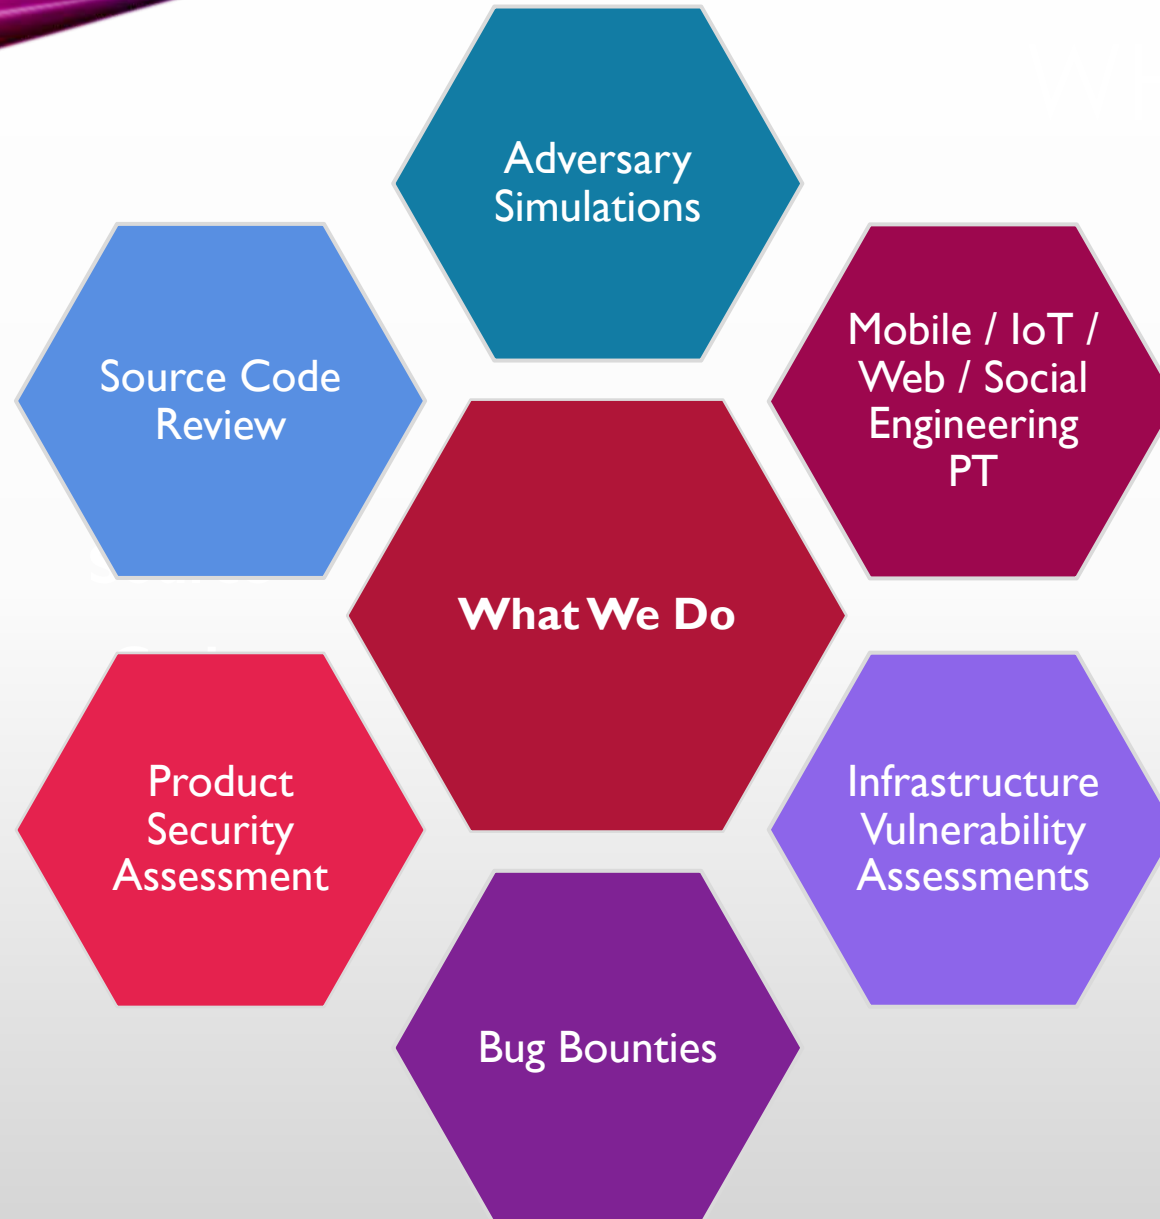 Adversary
Simulations
Source Code
Review
Mobile / IoT /
Web / Social
Engineering
PT
What We Do
Product
Security
Assessment
Infrastructure
Vulnerability
Assessments
Bug Bounties